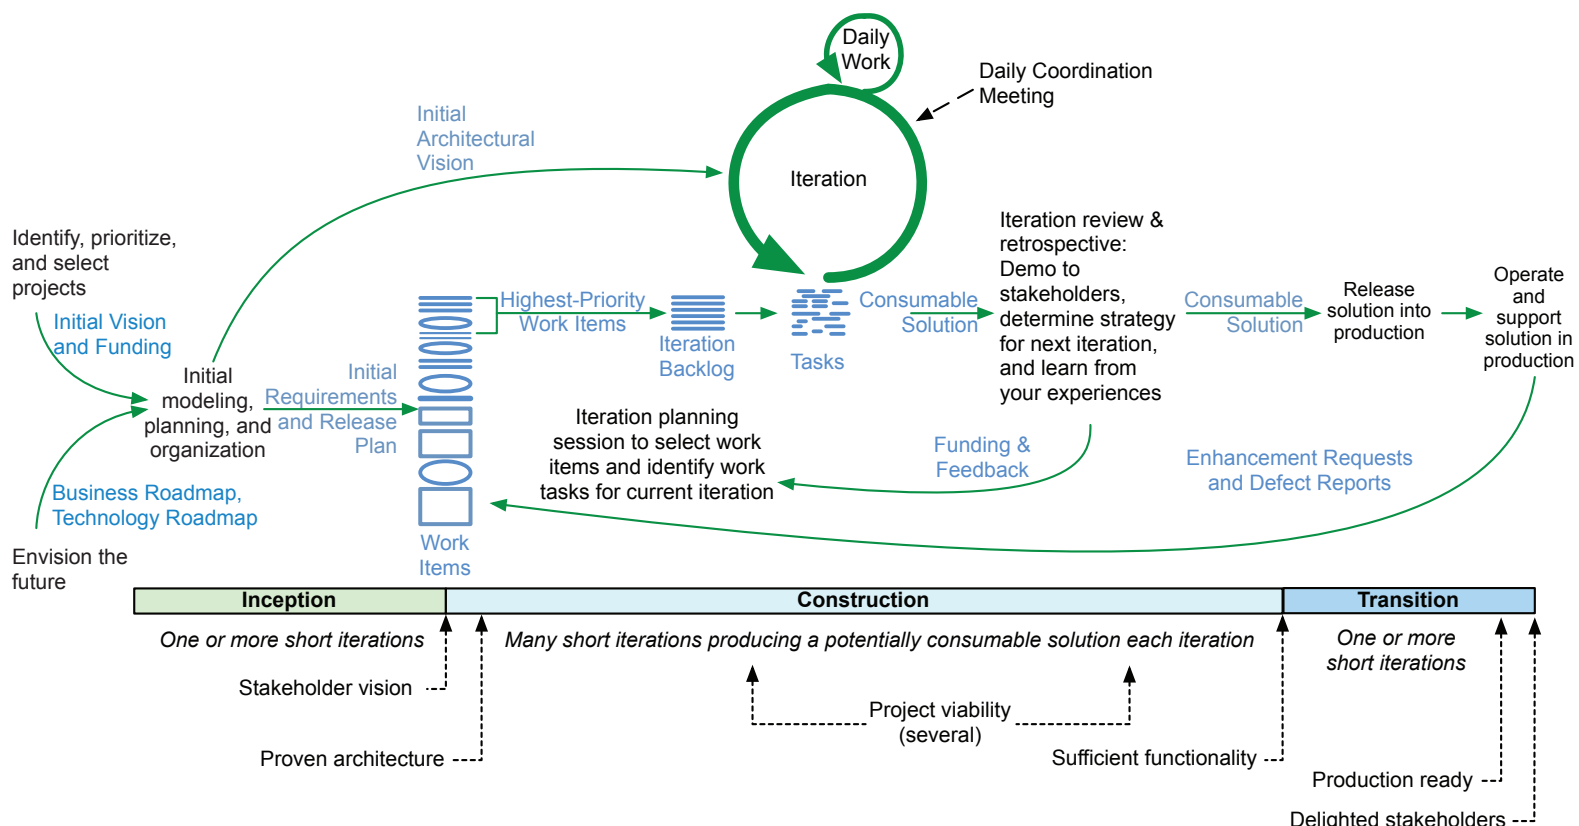 Daily
Work
Daily Coordination
Meeting
Initial
Architectural
Vision
Iteration
Identify, prioritize,
and select
projects
Initial Vision
and Funding
Initial
modeling,
planning, and
organization
Initial
Requirements
and Release
Plan
Business Roadmap,
Technology Roadmap
Envision the
future
Highest-Priority
Work Items
Iteration
Backlog
Tasks
Consumable
Solution
Iteration review &
retrospective:
Demo to
stakeholders,
determine strategy
for next iteration,
and learn from
your experiences
Consumable
Solution
Release
solution into
production
Operate
and
support
solution in
production
Iteration planning
session to select work
items and identify work
tasks for current iteration
Funding &
Feedback
Enhancement Requests
and Defect Reports
Work
Items
Inception
Construction
Transition
One or more short iterations
Many short iterations producing a potentially consumable solution each iteration
One or more
short iterations
Stakeholder vision
Project viability
(several)
Proven architecture
Sufficient functionality
Production ready
Delighted stakeholders